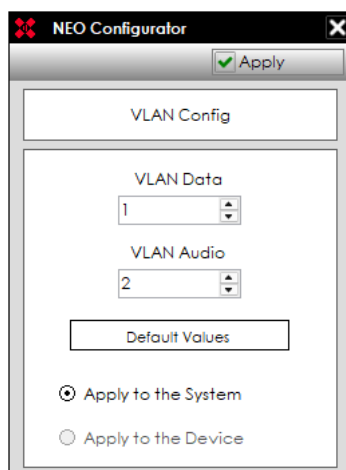 NEO Configurator
Apply
VLAN Config
VLAN Data
1
VLAN Audio
2
Default Values
Apply to the System
Apply to the Device